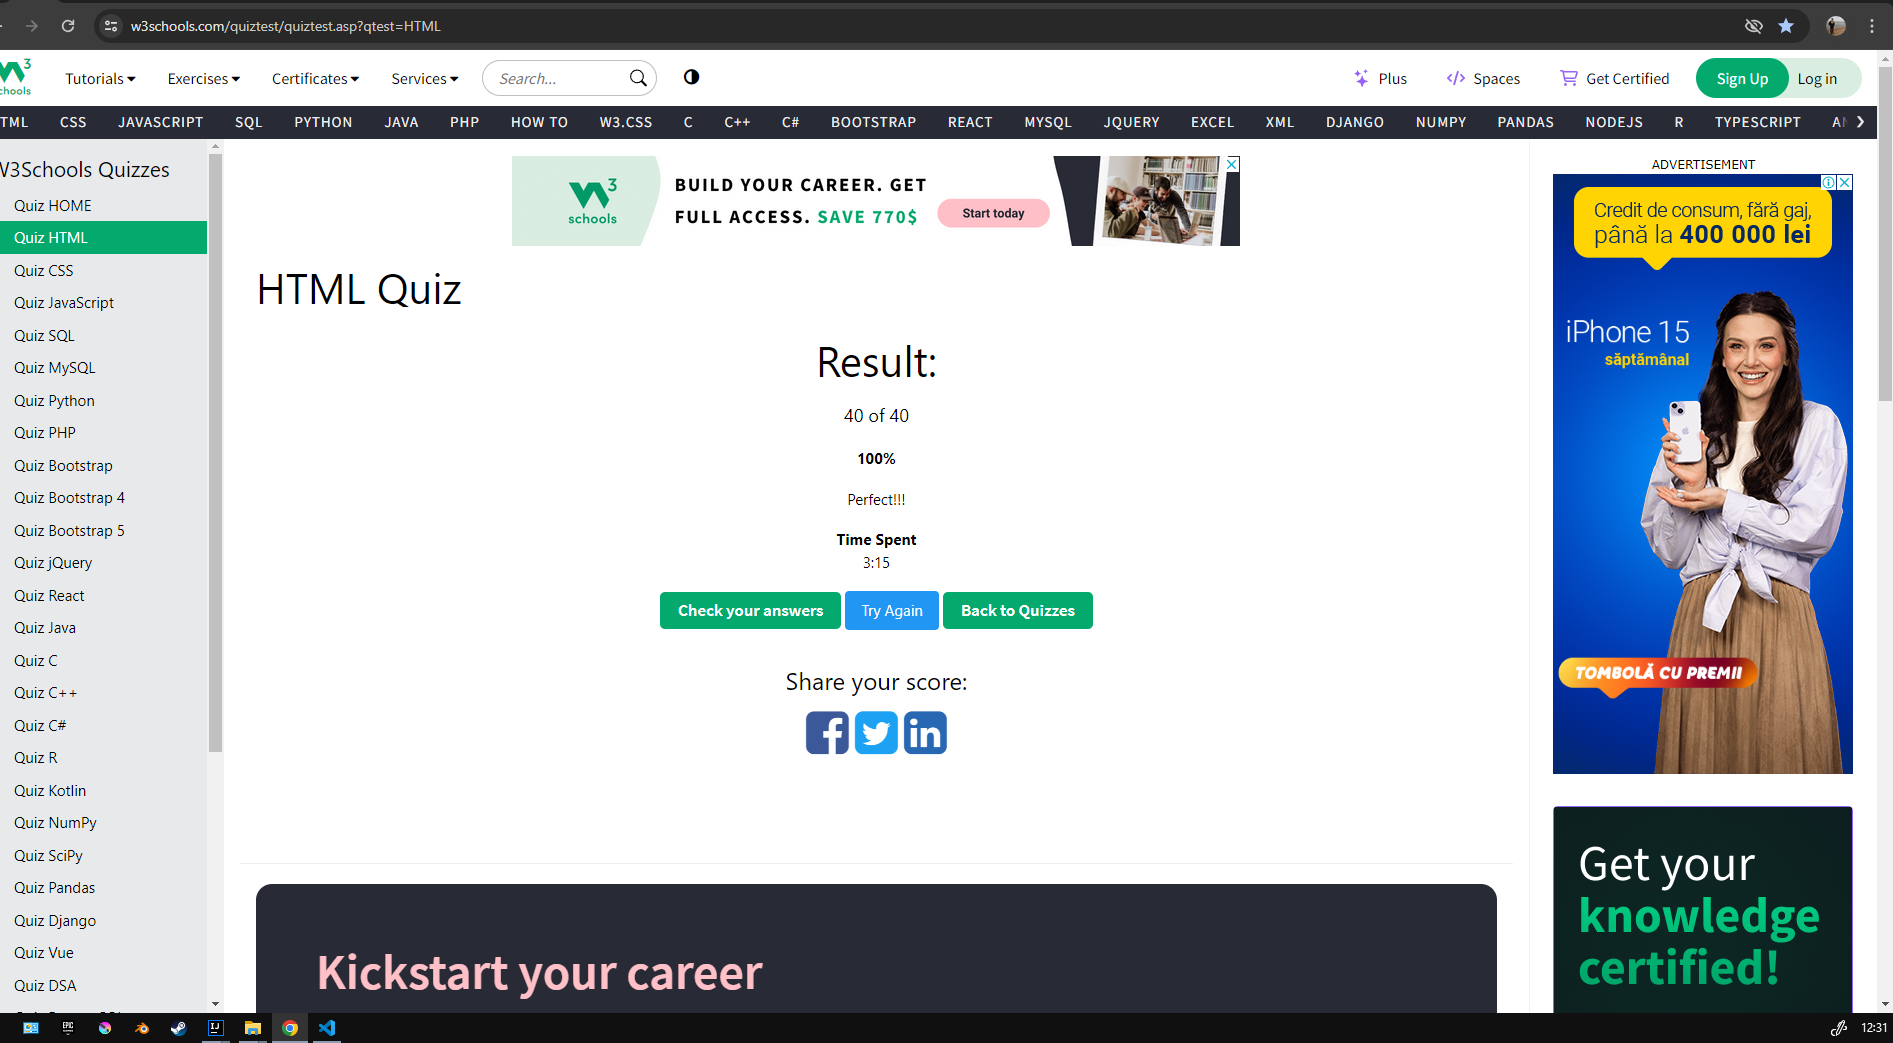 w3schools.com/quiztest/quiztest.asp?qtest=HTML
3
schools
Tutorials
Exercises
Certificates
Services
Search...
Plus
Spaces
Get Certified
Sign Up
Log in
TML CSS JAVASCRIPT SQL PYTHON JAVA PHP HOW TO W3.CSS C C++ C# BOOTSTRAP REACT MYSQL JQUERY EXCEL XML DJANGO NUMPY PANDAS NODEJS R TYPESCRIPT
W3Schools Quizzes
Quiz HOME
Quiz HTML
Quiz CSS
Quiz JavaScript
Quiz SQL
Quiz MySQL
Quiz Python
Quiz PHP
Quiz Bootstrap
Quiz Bootstrap 4
Quiz Bootstrap 5
Quiz jQuery
Quiz React
Quiz Java
Quiz C
Quiz C++
Quiz C#
Quiz R
Quiz Kotlin
Quiz NumPy
Quiz SciPy
Quiz Pandas
Quiz Django
Quiz Vue
Quiz DSA
3
schools
BUILD YOUR CAREER. GET
FULL ACCESS. SAVE 770$
Start today
HTML Quiz
Result:
40 of 40
100%
Perfect!!!
Time Spent
3:15
Check your answers
Try Again
Back to Quizzes
Share your score:
Kickstart your career
ADVERTISEMENT
Credit de consum, fără gaj,
până la 400 000 lei
iPhone 15
săptămânal
TOMBOLĂ CU PREMII
Get your
knowledge
certified!
EPIC
IJ
12:31